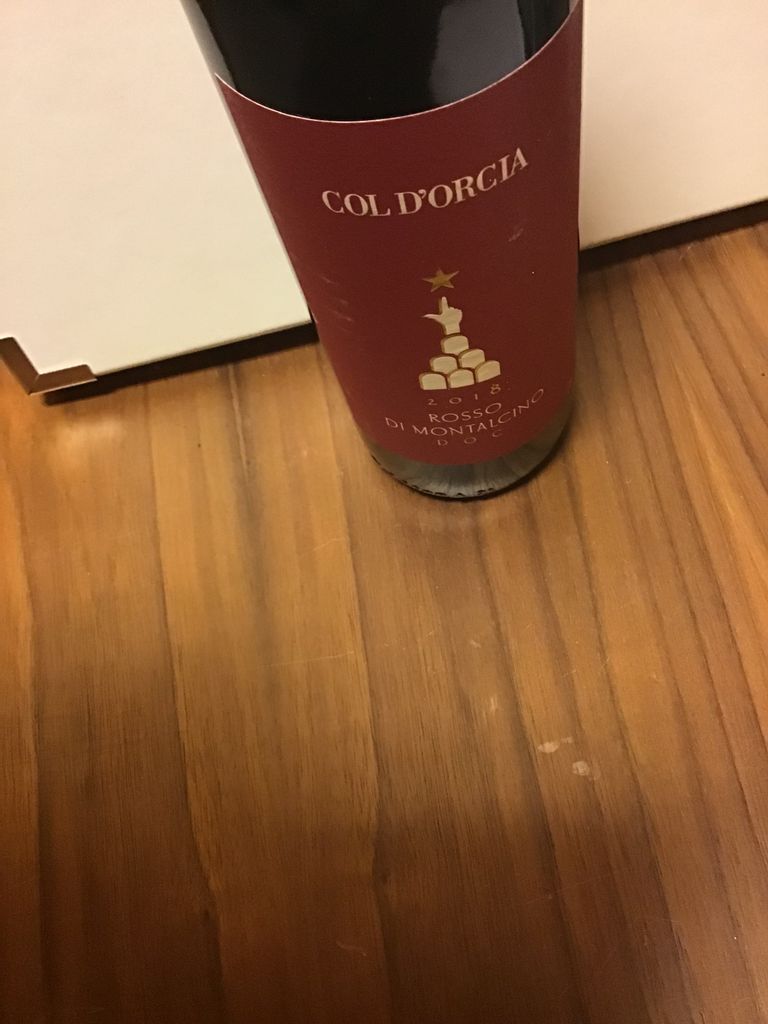 COL D'ORCIA
2018
ROSSO
DI MONTALCINO
DOC